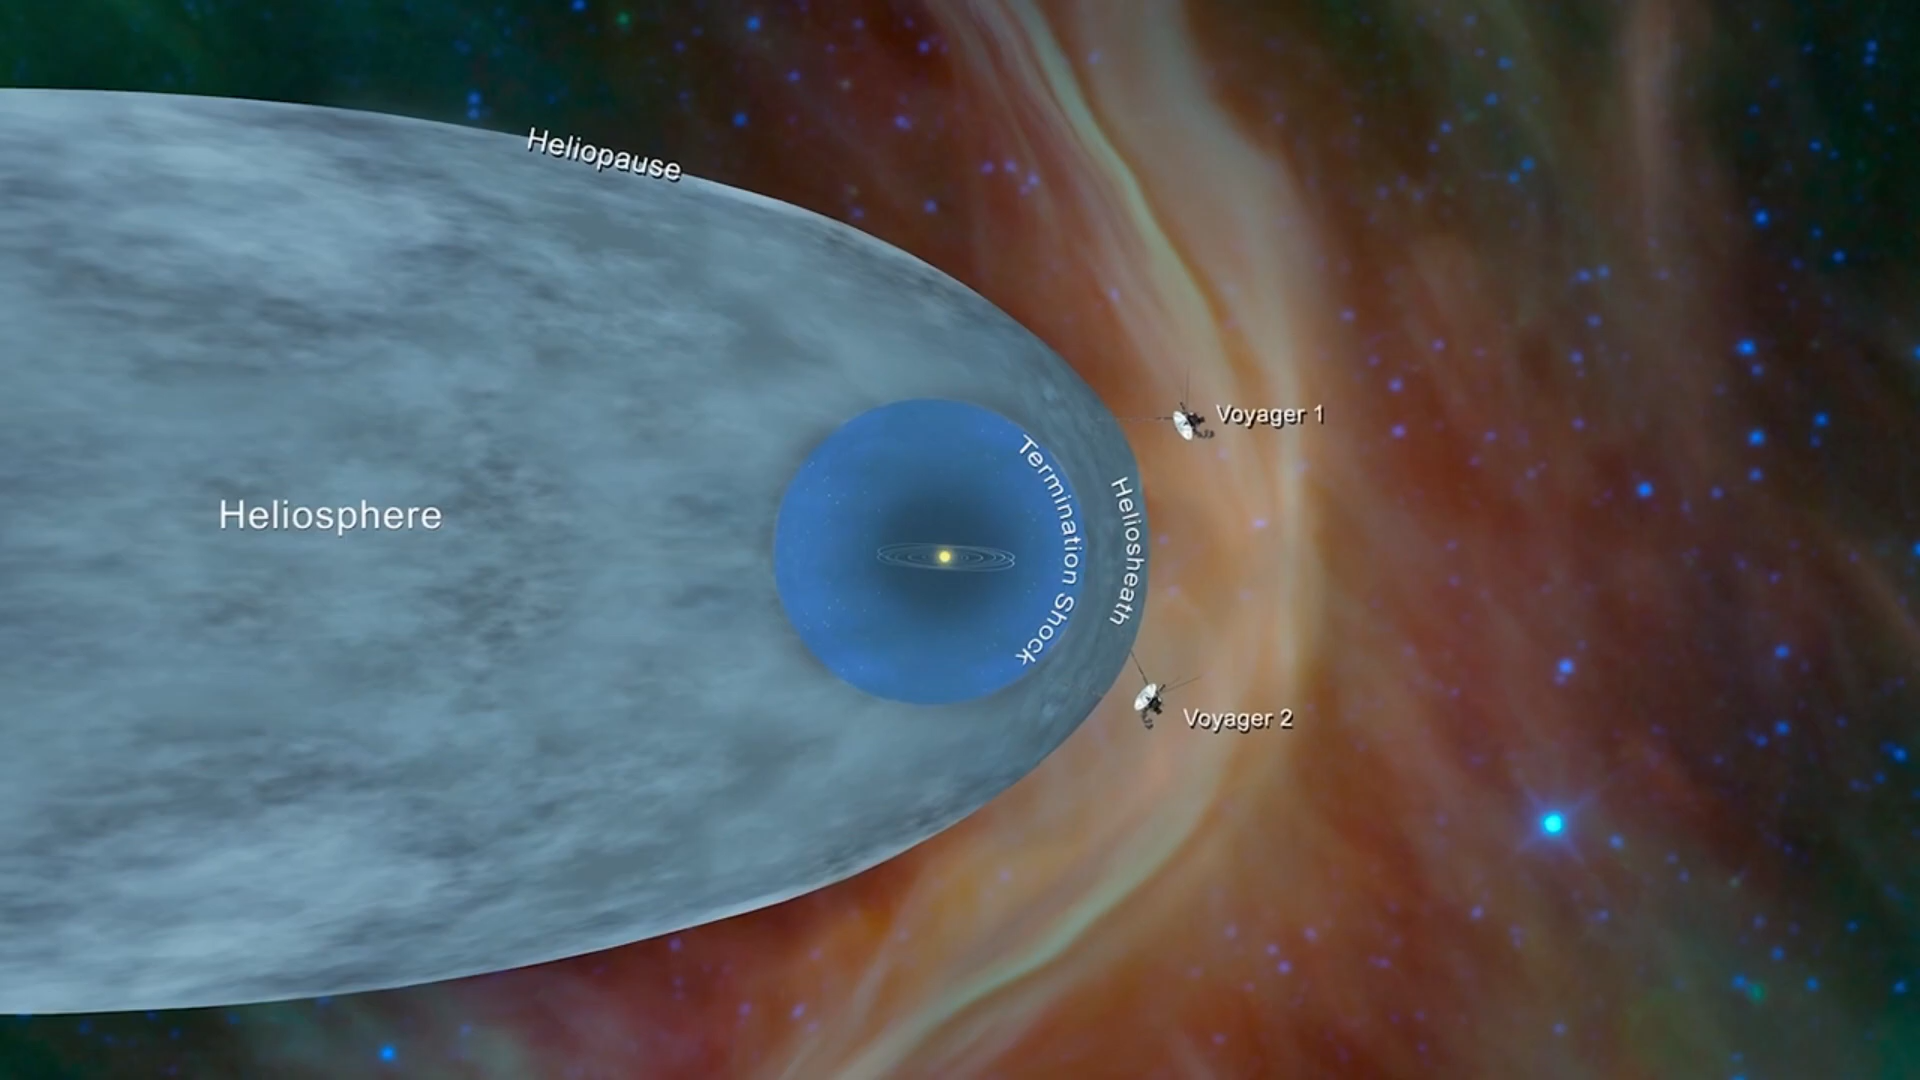 Heliopause
Voyager 1
Termination Shock
Heliosheath
Heliosphere
Voyager 2